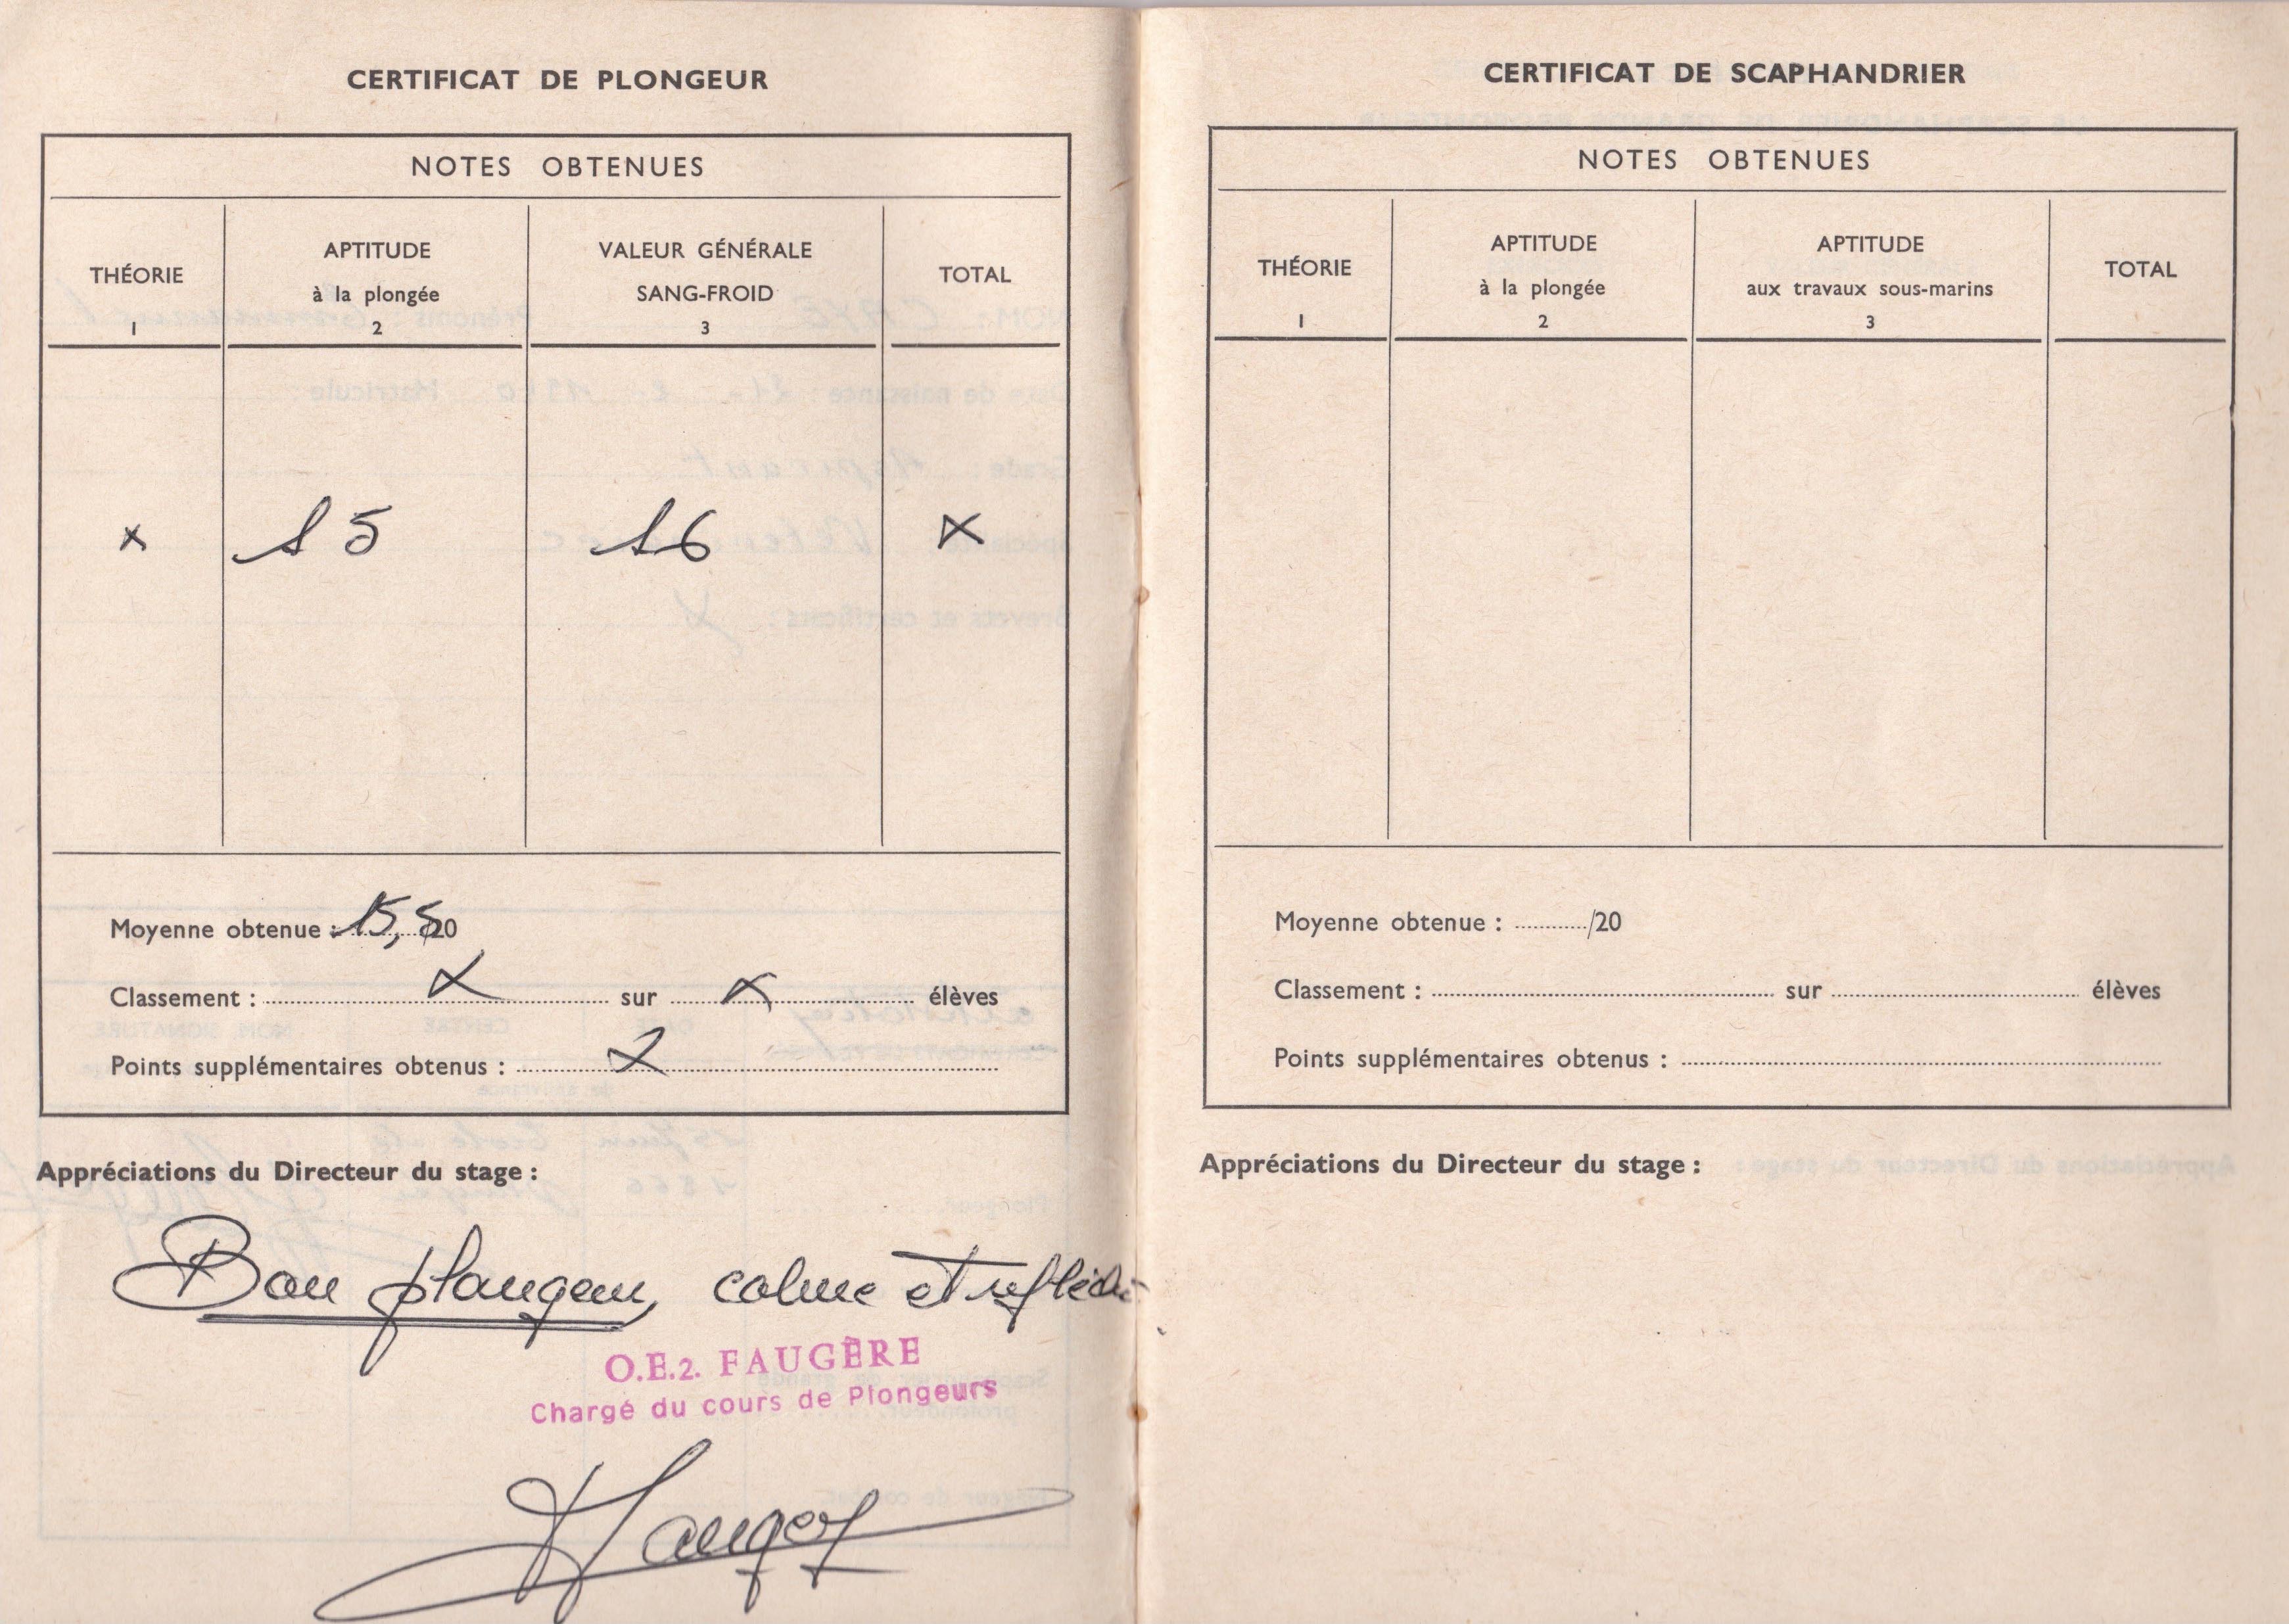 CERTIFICAT DE PLONGEUR
NOTES OBTENUES
THÉORIE
1
APTITUDE
à la plongée
2
VALEUR GÉNÉRALE
SANG-FROID
3
TOTAL
x 15 16 x
Moyenne obtenue : 15,5/20
Classement : x sur x élèves
Points supplémentaires obtenus : x
Appréciations du Directeur du stage :
Bon plongeur, calme et réfléchi
O.E.2. FAUGÈRE
Chargé du cours de Plongeurs
CERTIFICAT DE SCAPHANDRIER
NOTES OBTENUES
THÉORIE
1
APTITUDE
à la plongée
2
APTITUDE
aux travaux sous-marins
3
TOTAL
Moyenne obtenue : /20
Classement : sur élèves
Points supplémentaires obtenus :
Appréciations du Directeur du stage :